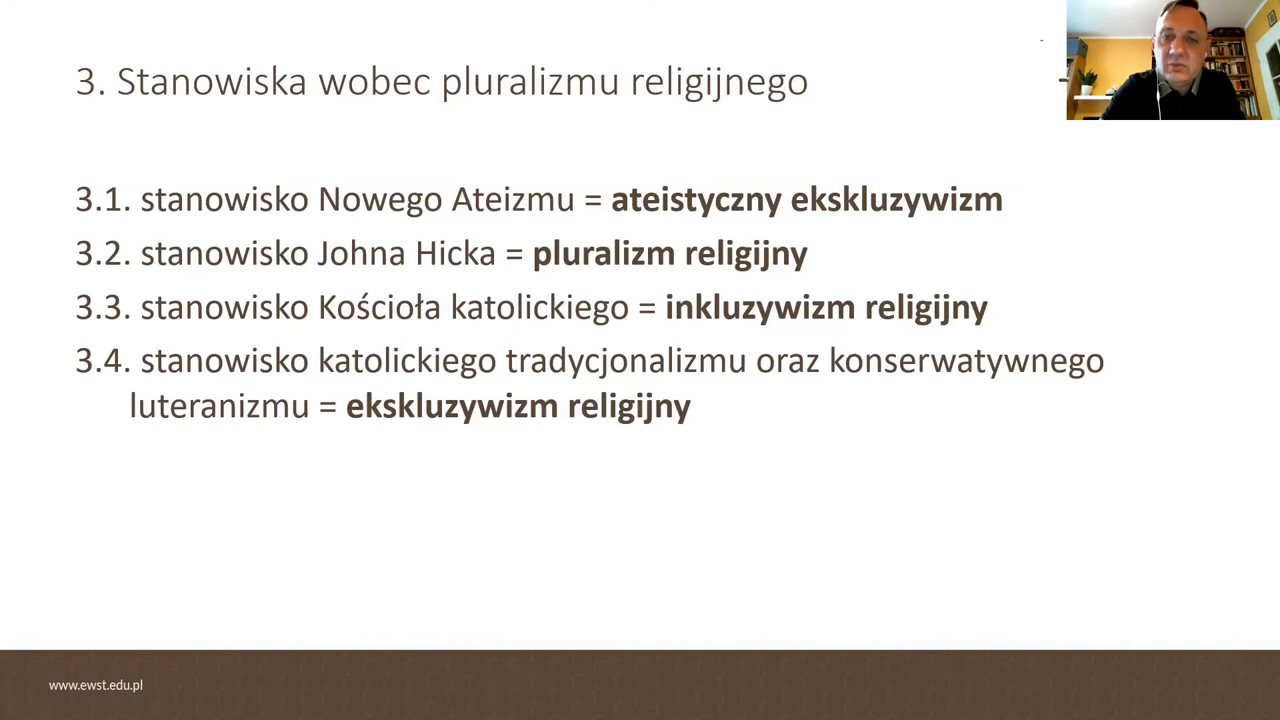 3. Stanowiska wobec pluralizmu religijnego
3.1. stanowisko Nowego Ateizmu = ateistyczny ekskluzywizm
3.2. stanowisko Johna Hicka = pluralizm religijny
3.3. stanowisko Kościoła katolickiego = inkluzywizm religijny
3.4. stanowisko katolickiego tradycjonalizmu oraz konserwatywnego
luteranizmu = ekskluzywizm religijny
www.ewst.edu.pl